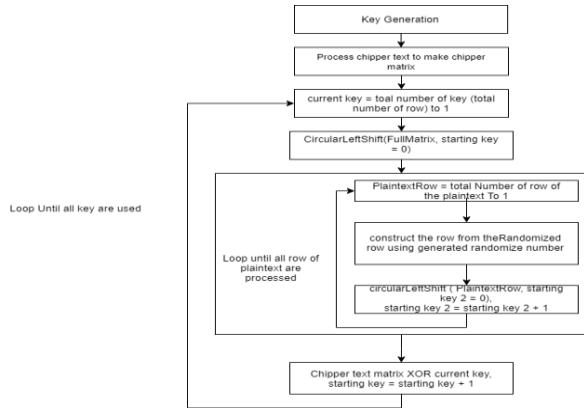 Key Generation
Process chipper text to make chipper
matrix
current key = toal number of key (total
number of row) to 1
CircularLeftShift(FullMatrix, starting key
= 0)
PlaintextRow = total Number of row of
the plaintext To 1
Loop Until all key are used
construct the row from theRandomized
row using generated randomize number
Loop until all row of
plaintext are
processed
circularLeftShift ( PlaintextRow, starting
key 2 = 0),
starting key 2 = starting key 2 + 1
Chipper text matrix XOR current key,
starting key = starting key + 1